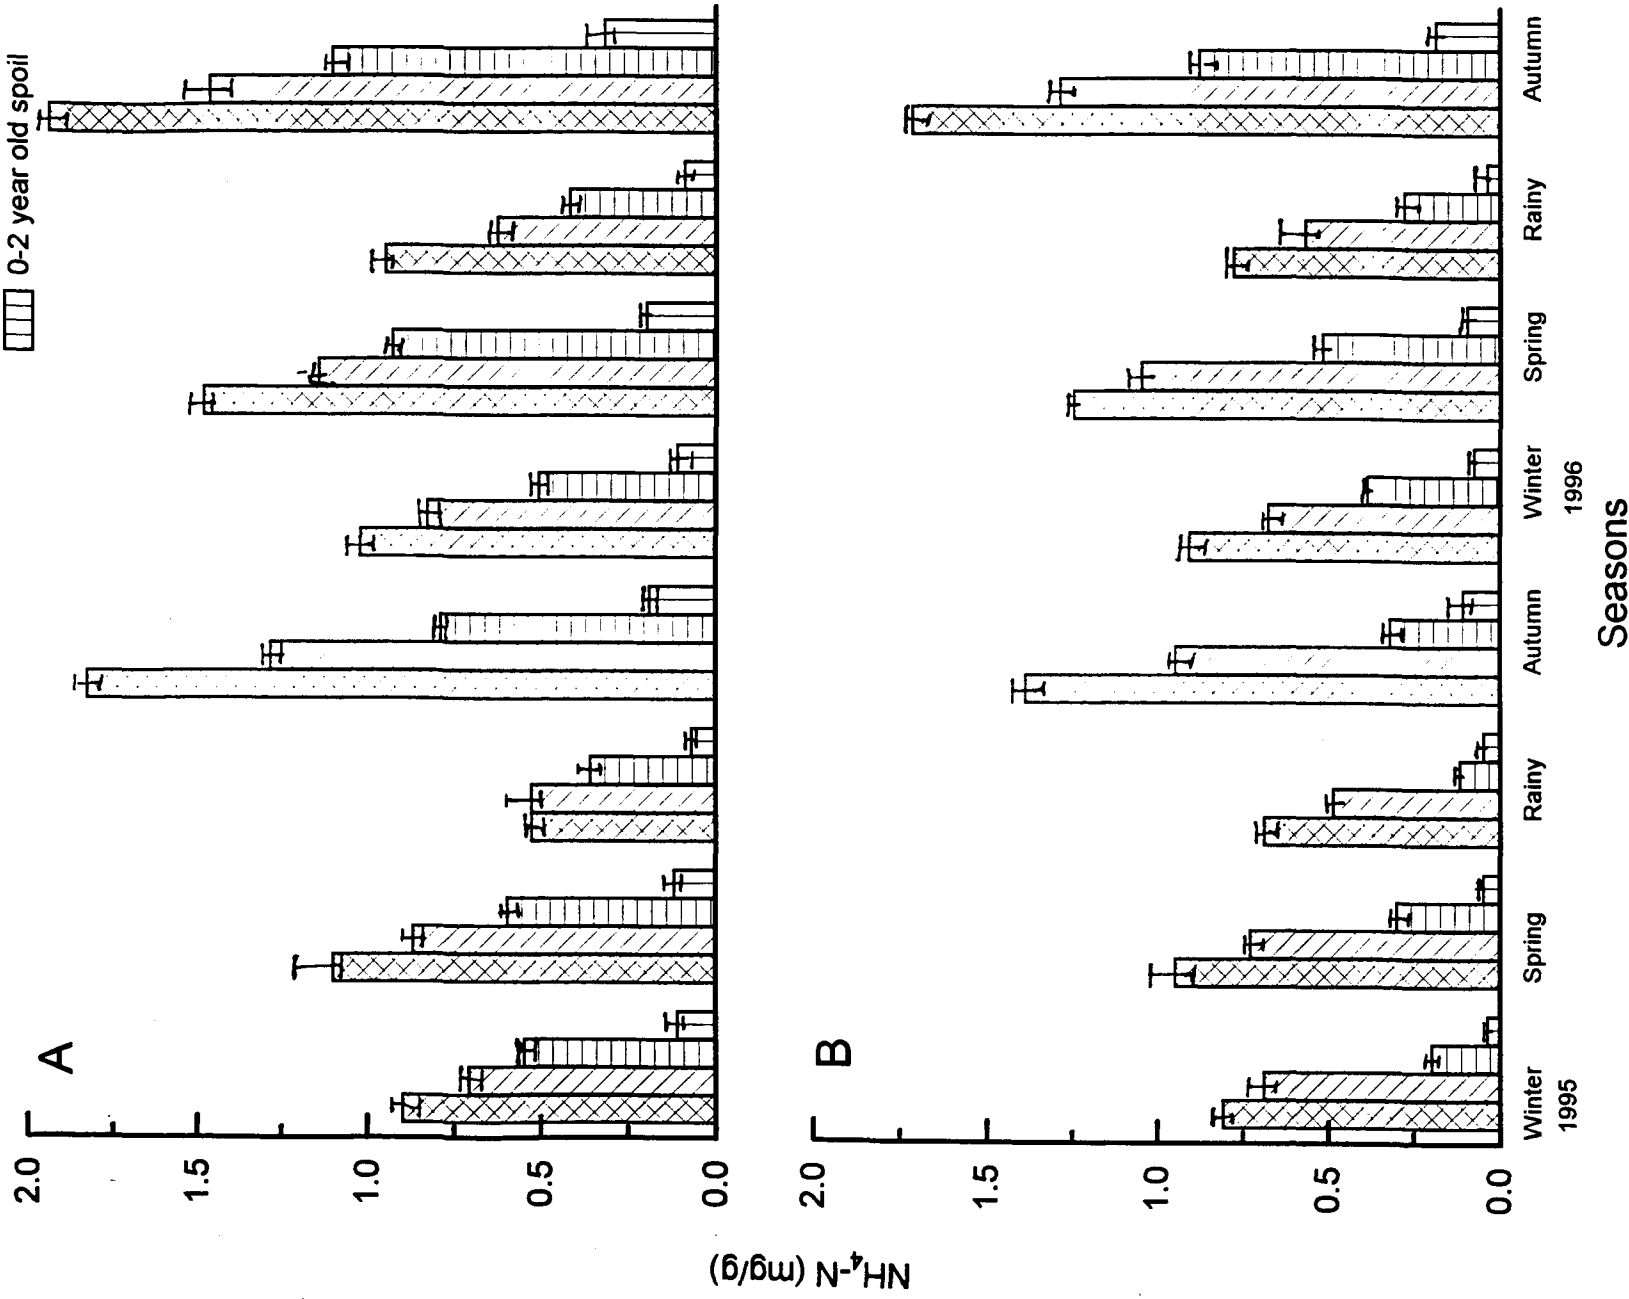 0-2 year old spoil
A
2.0
1.5
1.0
0.5
0.0
B
2.0
1.5
1.0
0.5
0.0
NH₄-N (mg/g)
Winter Spring Rainy Autumn Winter Spring Rainy Autumn
1995 1996
Seasons